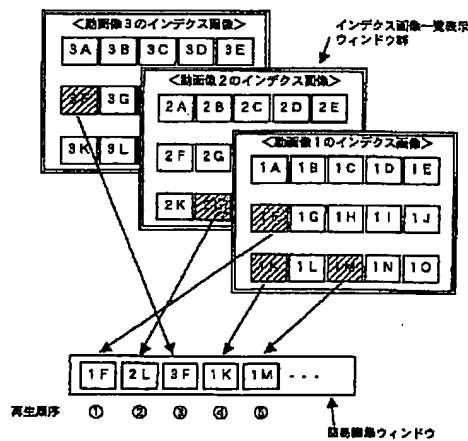 <動画像3のインデクス画像>
インデクス画像一覧表示
ウィンドウ群
3A 3B 3C 3D 3E
<動画像2のインデクス画像>
3F 3G
2A 2B 2C 2D 2E
<動画像1のインデクス画像>
3K 3L
2F 2G
1A 1B 1C 1D 1E
2K 2L
1F 1G 1H 1I 1J
1K 1L 1M 1N 1O
1F 2L 3F 1K 1M ・・・
再生順序 ① ② ③ ④ ⑤
簡易編集ウィンドウ